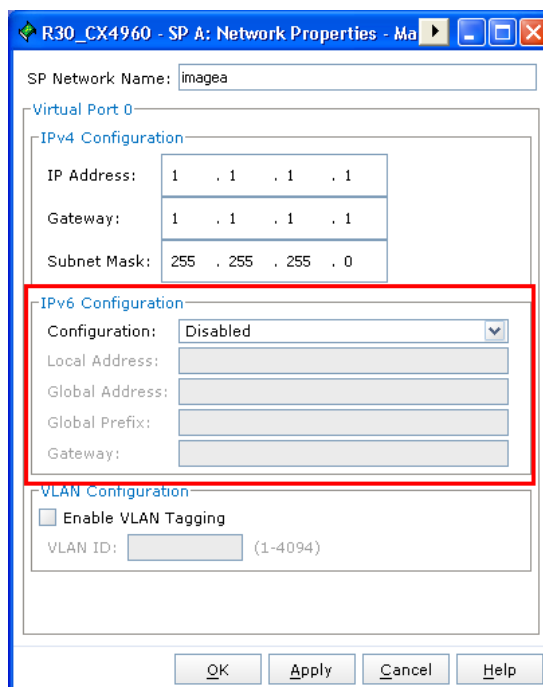 R30_CX4960 - SP A: Network Properties - Ma
SP Network Name: imagea
Virtual Port 0
IPv4 Configuration
IP Address: 1 . 1 . 1 . 1
Gateway: 1 . 1 . 1 . 1
Subnet Mask: 255 . 255 . 255 . 0
IPv6 Configuration
Configuration: Disabled
Local Address:
Global Address:
Global Prefix:
Gateway:
VLAN Configuration
Enable VLAN Tagging
VLAN ID: (1-4094)
OK Apply Cancel Help